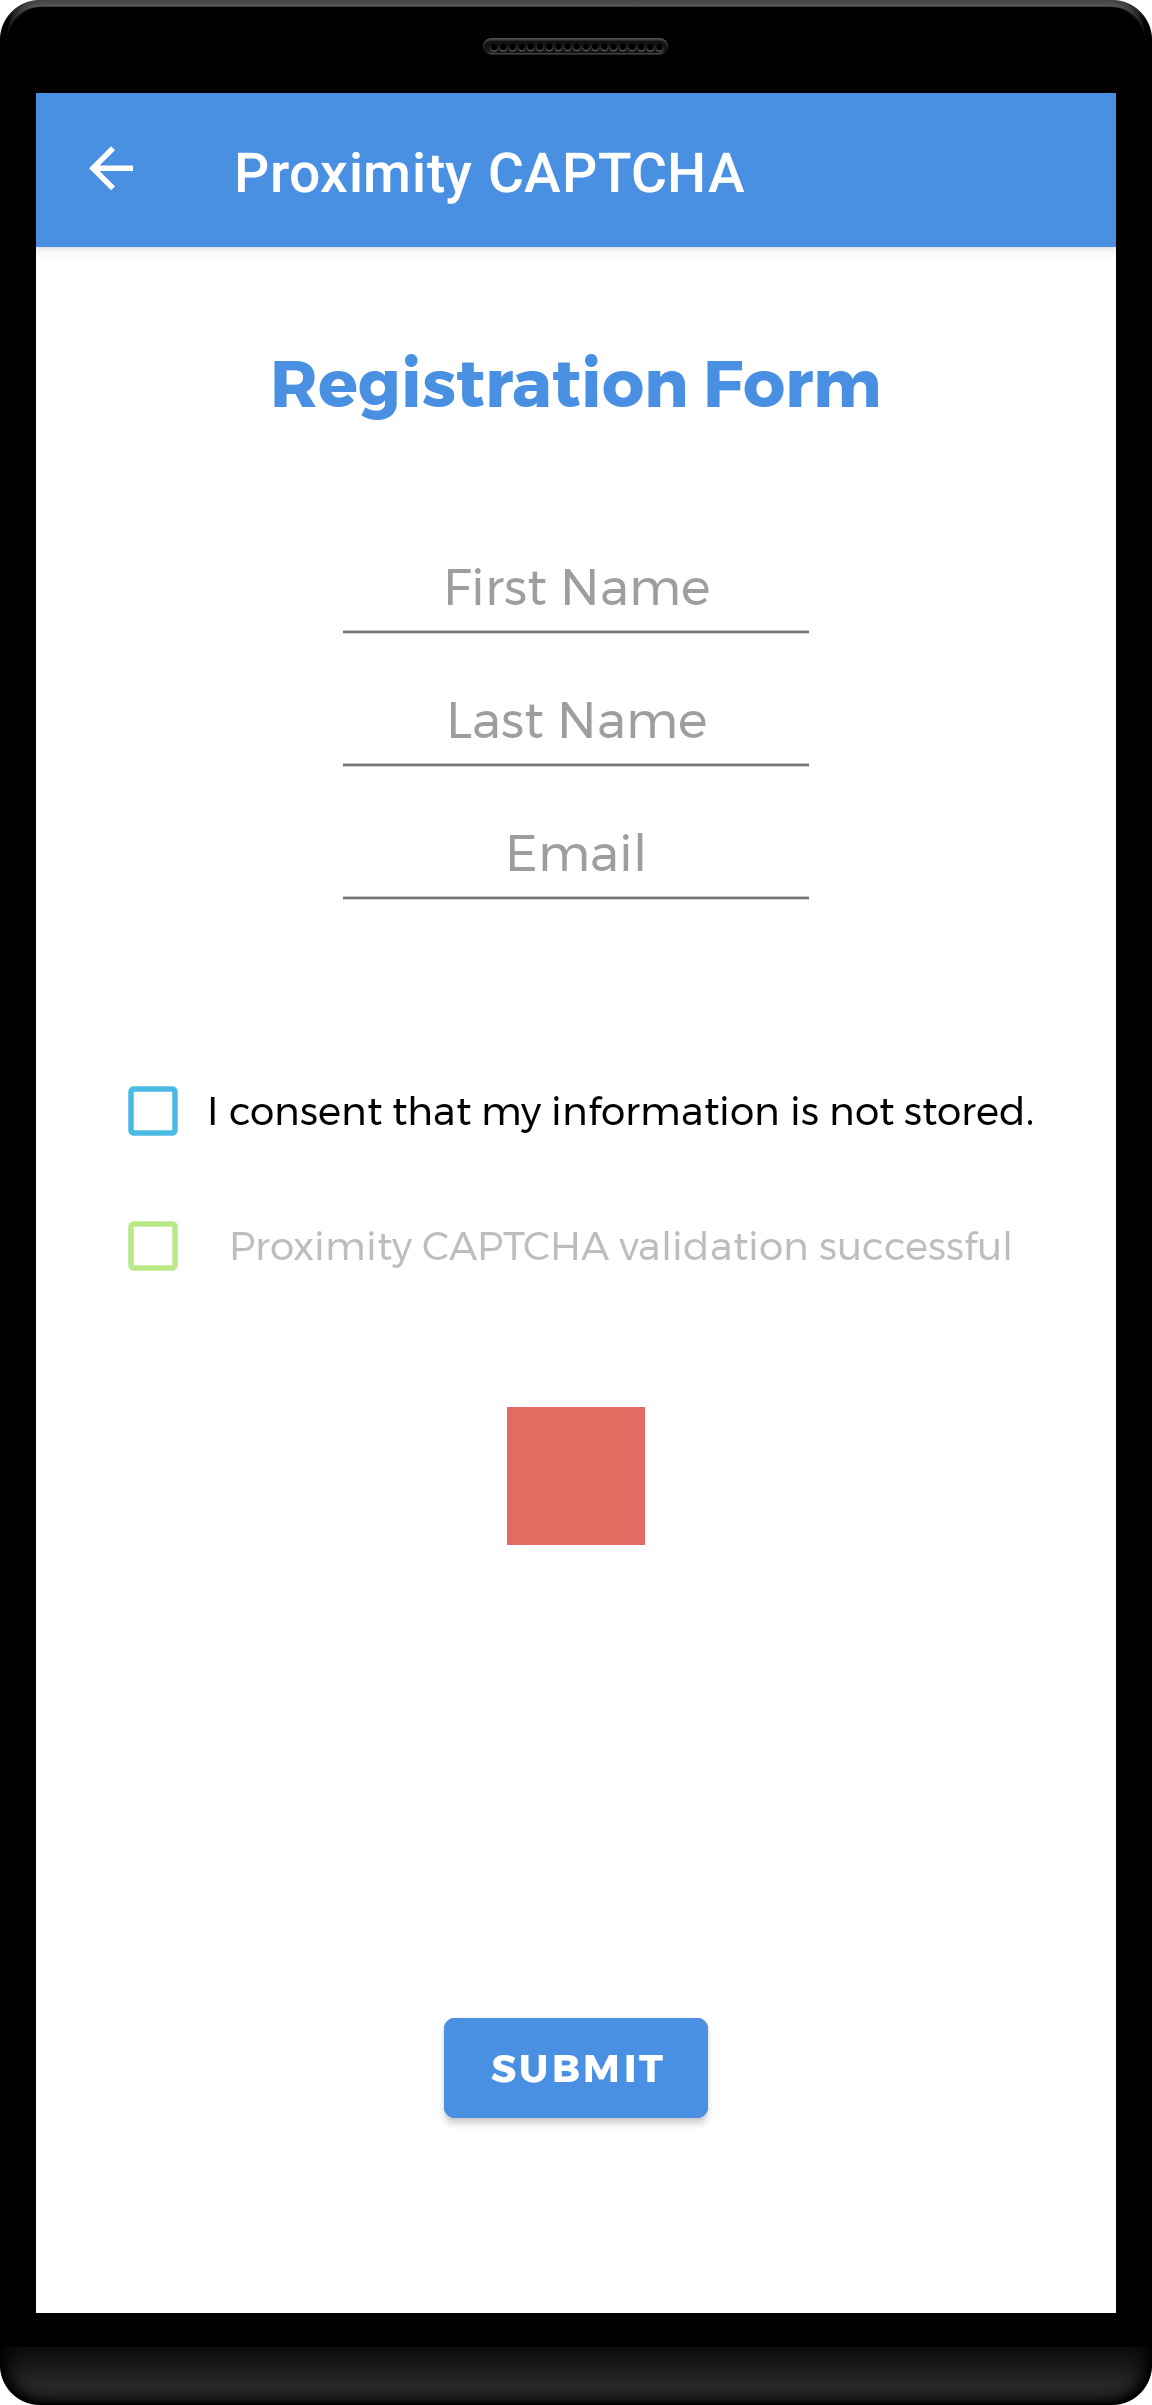 Proximity CAPTCHA
Registration Form
First Name
Last Name
Email
I consent that my information is not stored.
Proximity CAPTCHA validation successful
SUBMIT